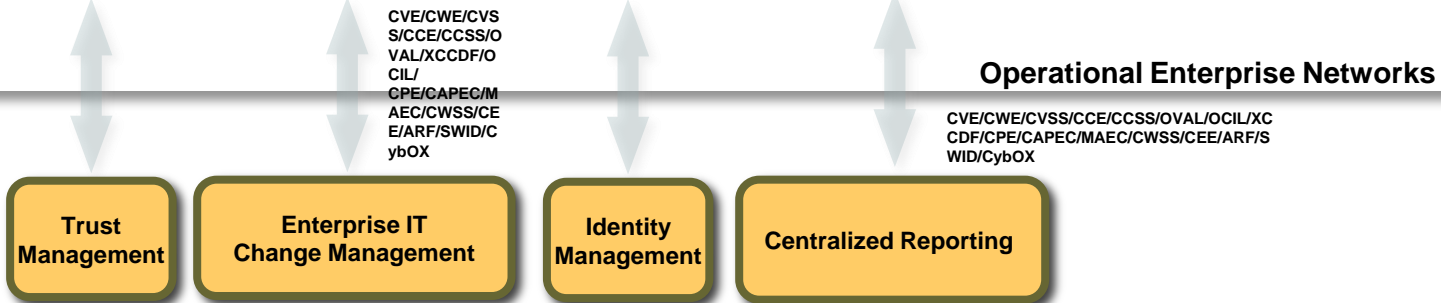 CVE/CWE/CVS
S/CCE/CCSS/O
VAL/XCCDF/O
CIL/
CPE/CAPEC/M
AEC/CWSS/CE
E/ARF/SWID/C
ybOX
Operational Enterprise Networks
CVE/CWE/CVSS/CCE/CCSS/OVAL/OCIL/XC
CDF/CPE/CAPEC/MAEC/CWSS/CEE/ARF/S
WID/CybOX
Trust
Management
Enterprise IT
Change Management
Identity
Management
Centralized Reporting